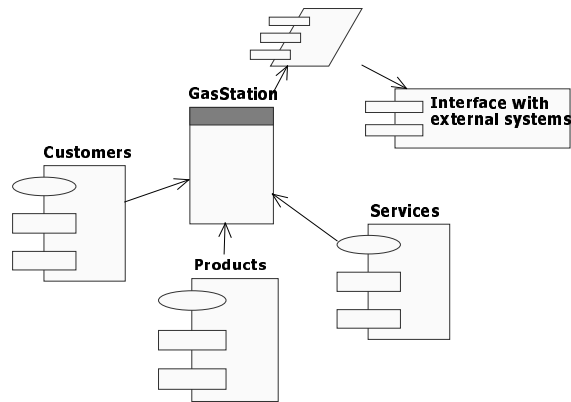 GasStation
Interface with
external systems
Customers
Services
Products